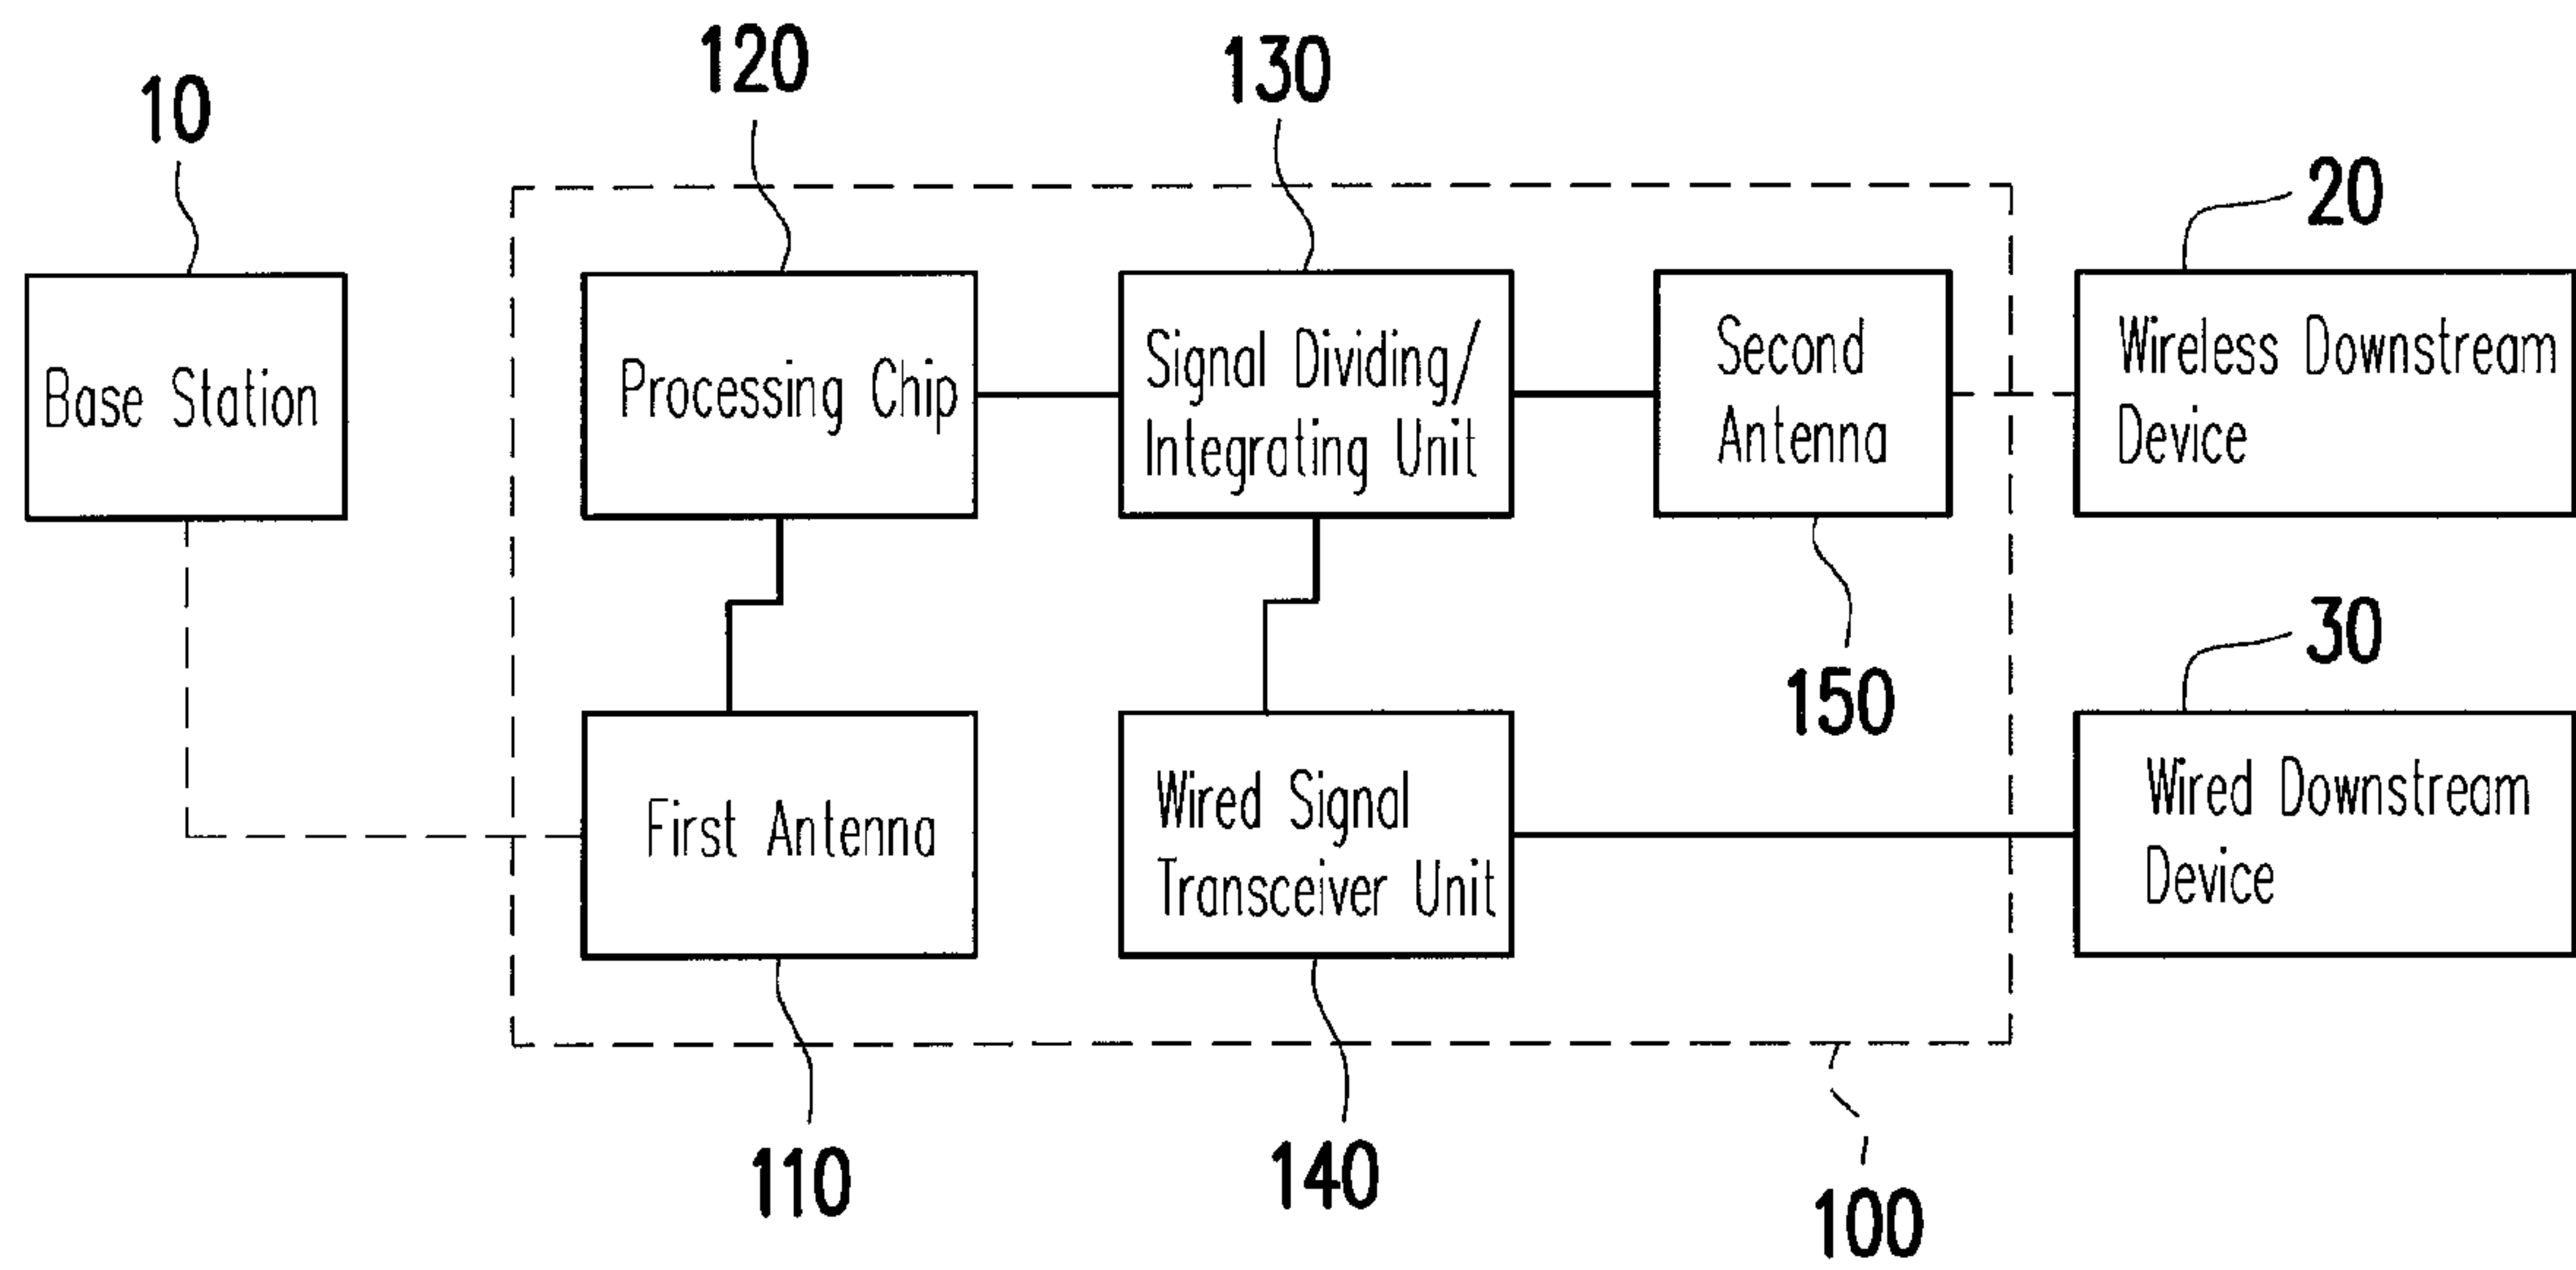 120
130
10
20
Base Station
Processing Chip
Signal Dividing/
Integrating Unit
Second
Antenna
Wireless Downstream
Device
150
30
First Antenna
Wired Signal
Transceiver Unit
Wired Downstream
Device
110
140
100